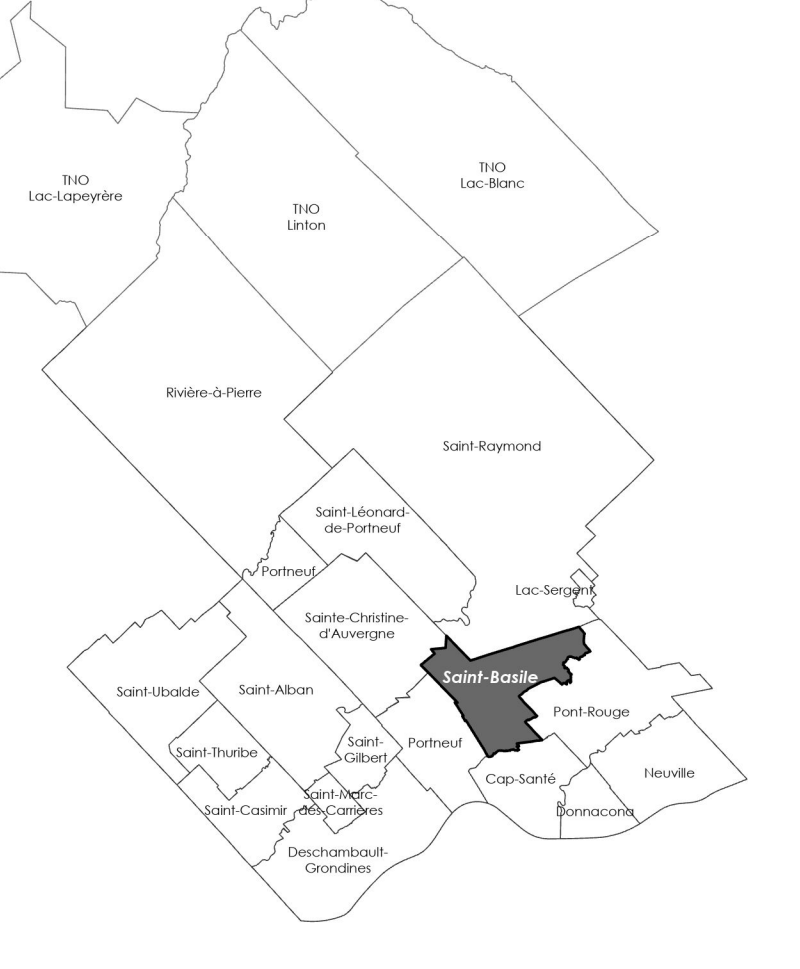 TNO
Lac-Blanc
TNO
Lac-Lapeyrère
TNO
Linton
Rivière-à-Pierre
Saint-Raymond
Saint-Léonard-
de-Portneuf
Portneuf
Lac-Sergent
Sainte-Christine-
d'Auvergne
Saint-Basile
Saint-Ubalde
Saint-Alban
Pont-Rouge
Saint-Thuribe
Saint-
Gilbert
Portneuf
Cap-Santé
Neuville
Saint-Casimir
Saint-Marc-
des-Carrières
Donnacona
Deschambault-
Grondines